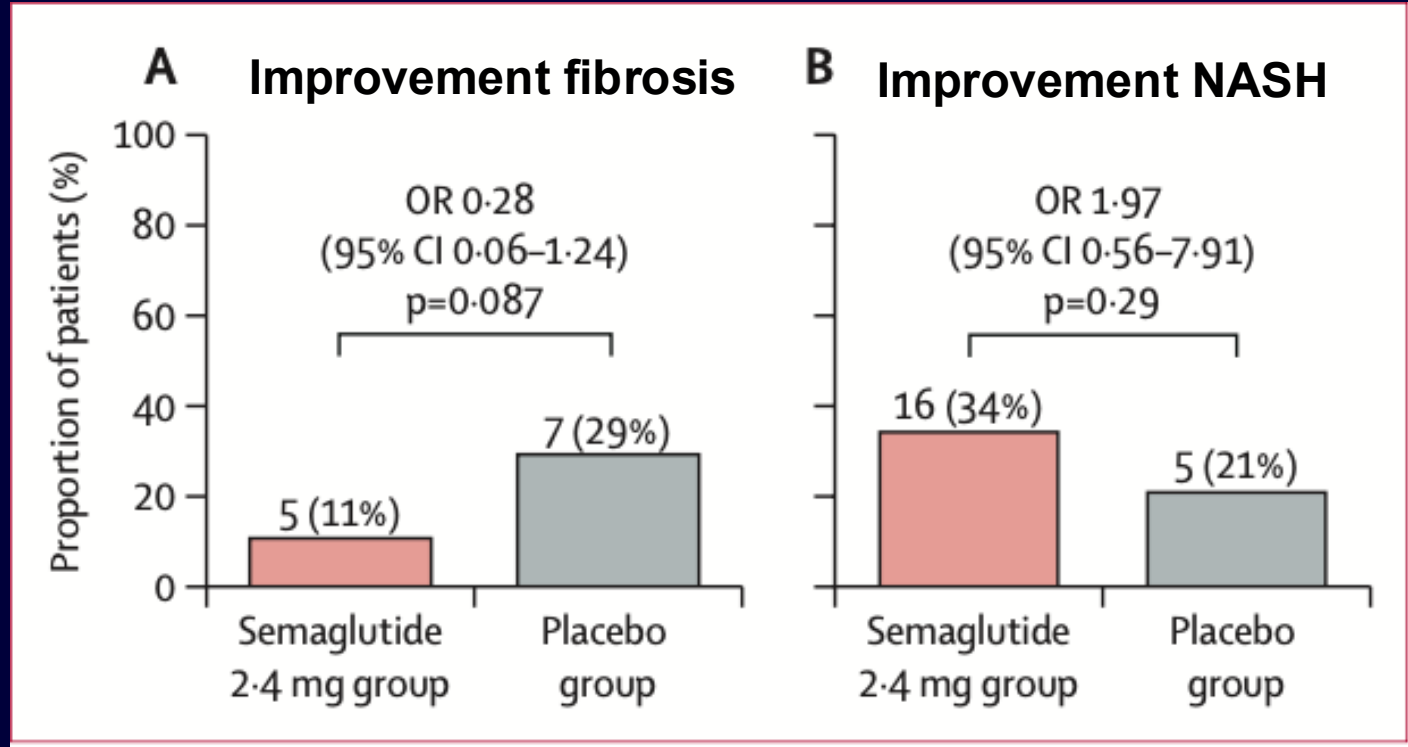 A Improvement fibrosis
Proportion of patients (%)
100
80
60
40
20
0
OR 0·28
(95% CI 0·06–1·24)
p=0·087
5 (11%)
7 (29%)
Semaglutide
2·4 mg group
Placebo
group
B Improvement NASH
OR 1·97
(95% CI 0·56–7·91)
p=0·29
16 (34%)
5 (21%)
Semaglutide
2·4 mg group
Placebo
group